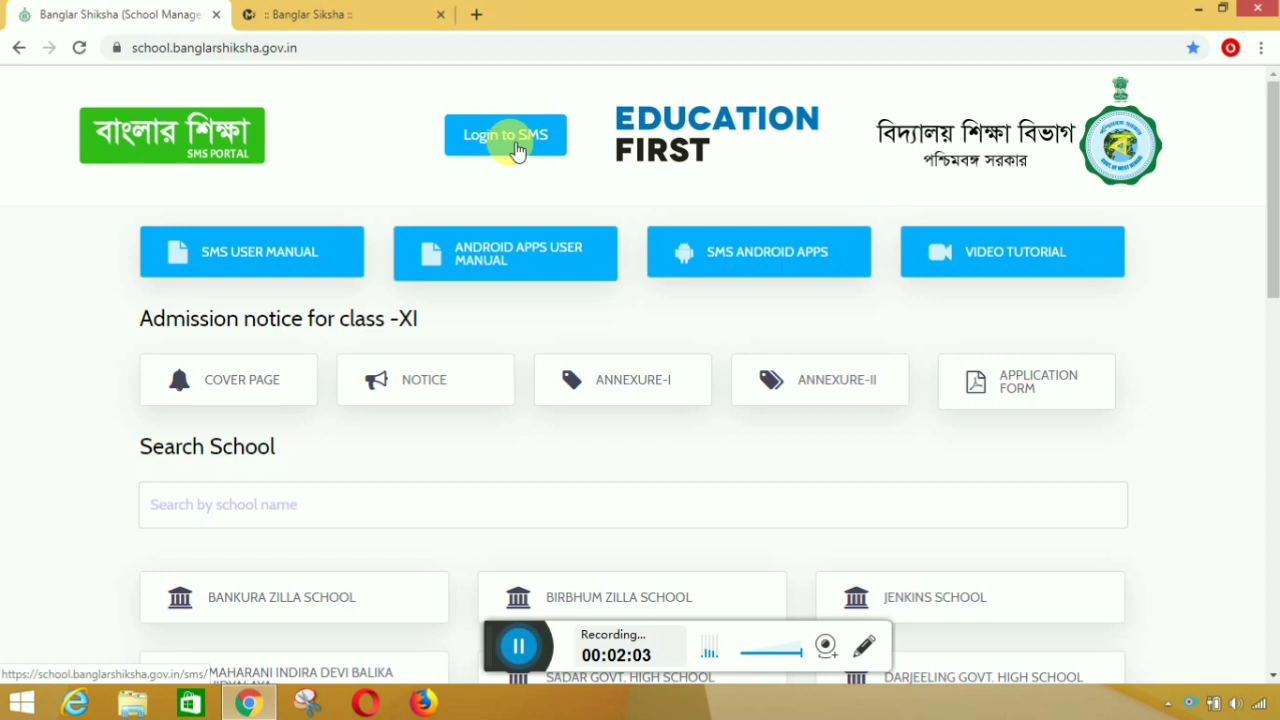 Banglar Shiksha (School Manage
:: Banglar Siksha ::
school.banglarshiksha.gov.in
বাংলার শিক্ষা
SMS PORTAL
Login to SMS
EDUCATION
FIRST
বিদ্যালয় শিক্ষা বিভাগ
পশ্চিমবঙ্গ সরকার
SMS USER MANUAL
ANDROID APPS USER
MANUAL
SMS ANDROID APPS
VIDEO TUTORIAL
Admission notice for class -XI
COVER PAGE
NOTICE
ANNEXURE-I
ANNEXURE-II
APPLICATION
FORM
Search School
Search by school name
BANKURA ZILLA SCHOOL
BIRBHUM ZILLA SCHOOL
JENKINS SCHOOL
Recording...
00:02:03
https://school.banglarshiksha.gov.in/sms/
MAHARANI INDIRA DEVI BALIKA
SADAR GOVT. HIGH SCHOOL
DARJEELING GOVT. HIGH SCHOOL